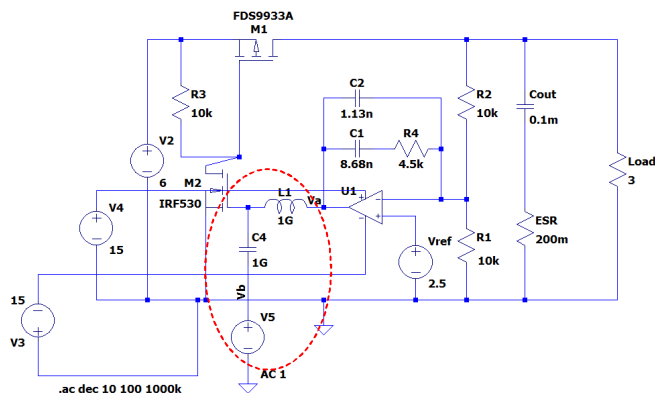 FDS9933A
M1
R3
10k
C2
1.13n
C1
8.68n
R4
4.5k
R2
10k
Cout
0.1m
Load
3
V2
6
M2
IRF530
L1
1G
Va
U1
V4
15
C4
1G
Vref
2.5
R1
10k
ESR
200m
15
V3
Vb
V5
AC 1
.ac dec 10 100 1000k